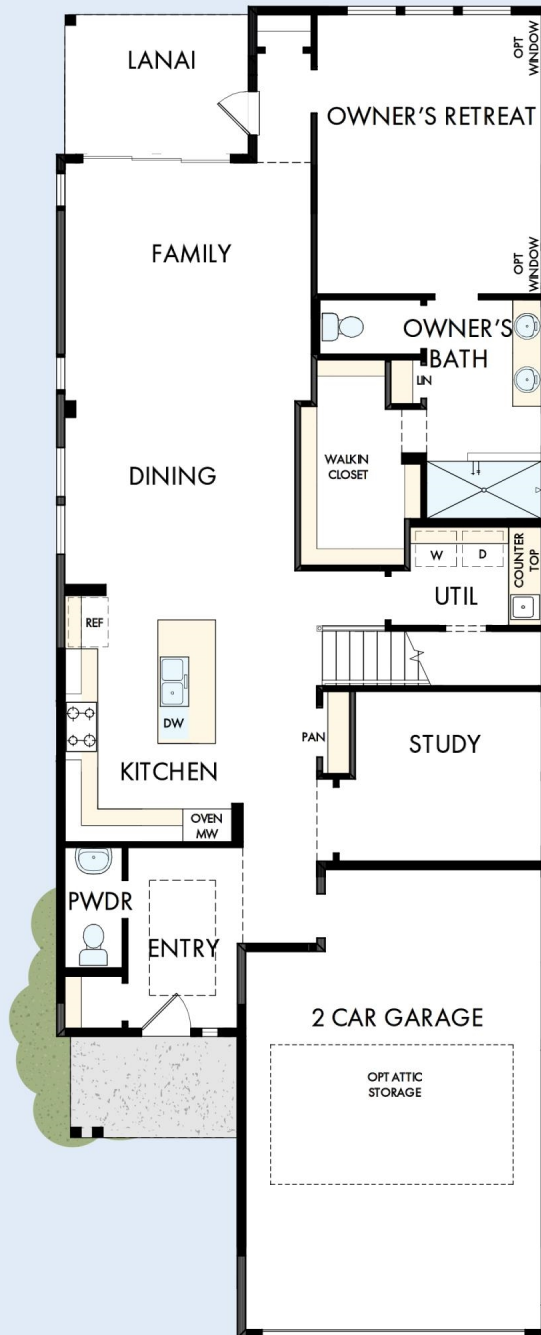 LANAI
OPT
WINDOW
OWNER'S RETREAT
FAMILY
OPT
WINDOW
OWNER'S
BATH
LIN
WALKIN
CLOSET
DINING
W
D
COUNTER
TOP
UTIL
REF
DW
PAN
STUDY
KITCHEN
OVEN
MW
PWDR
ENTRY
2 CAR GARAGE
OPT ATTIC
STORAGE